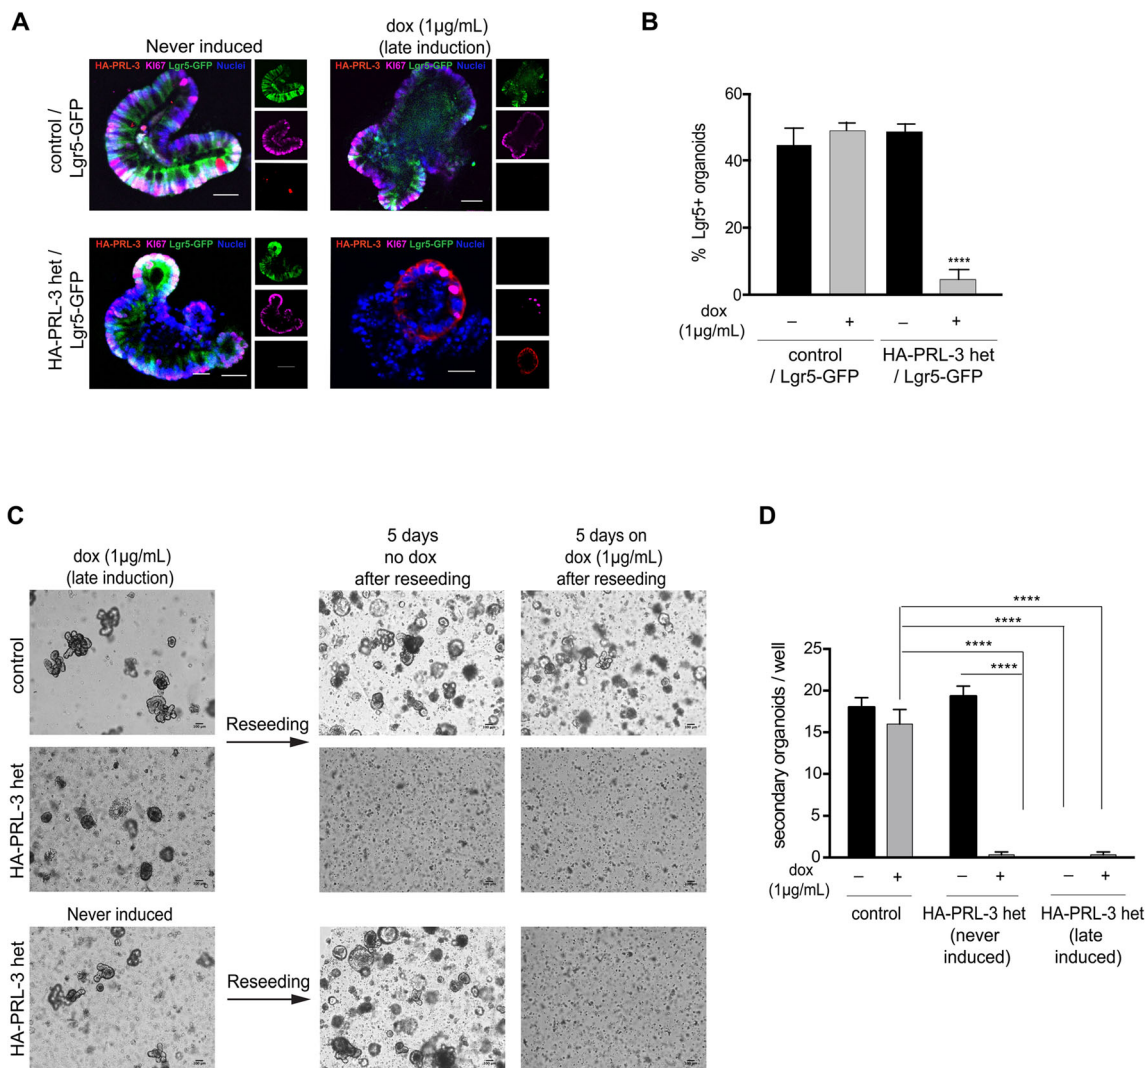 A
Never induced
dox (1µg/mL)
(late induction)
control /
Lgr5-GFP
HA-PRL-3 KI67 Lgr5-GFP Nuclei
HA-PRL-3 KI67 Lgr5-GFP Nuclei
HA-PRL-3 het /
Lgr5-GFP
HA-PRL-3 KI67 Lgr5-GFP Nuclei
HA-PRL-3 KI67 Lgr5-GFP Nuclei
B
% Lgr5+ organoids
60
40
20
0
****
dox
(1µg/mL)
– + – +
control
/ Lgr5-GFP
HA-PRL-3 het
/ Lgr5-GFP
C
dox (1µg/mL)
(late induction)
5 days
no dox
after reseeding
5 days on
dox (1µg/mL)
after reseeding
control
Reseeding
HA-PRL-3 het
Never induced
HA-PRL-3 het
Reseeding
D
secondary organoids / well
25
20
15
10
5
0
****
****
****
****
dox
(1µg/mL)
– + – + – +
control
HA-PRL-3 het
(never
induced)
HA-PRL-3 het
(late
induced)